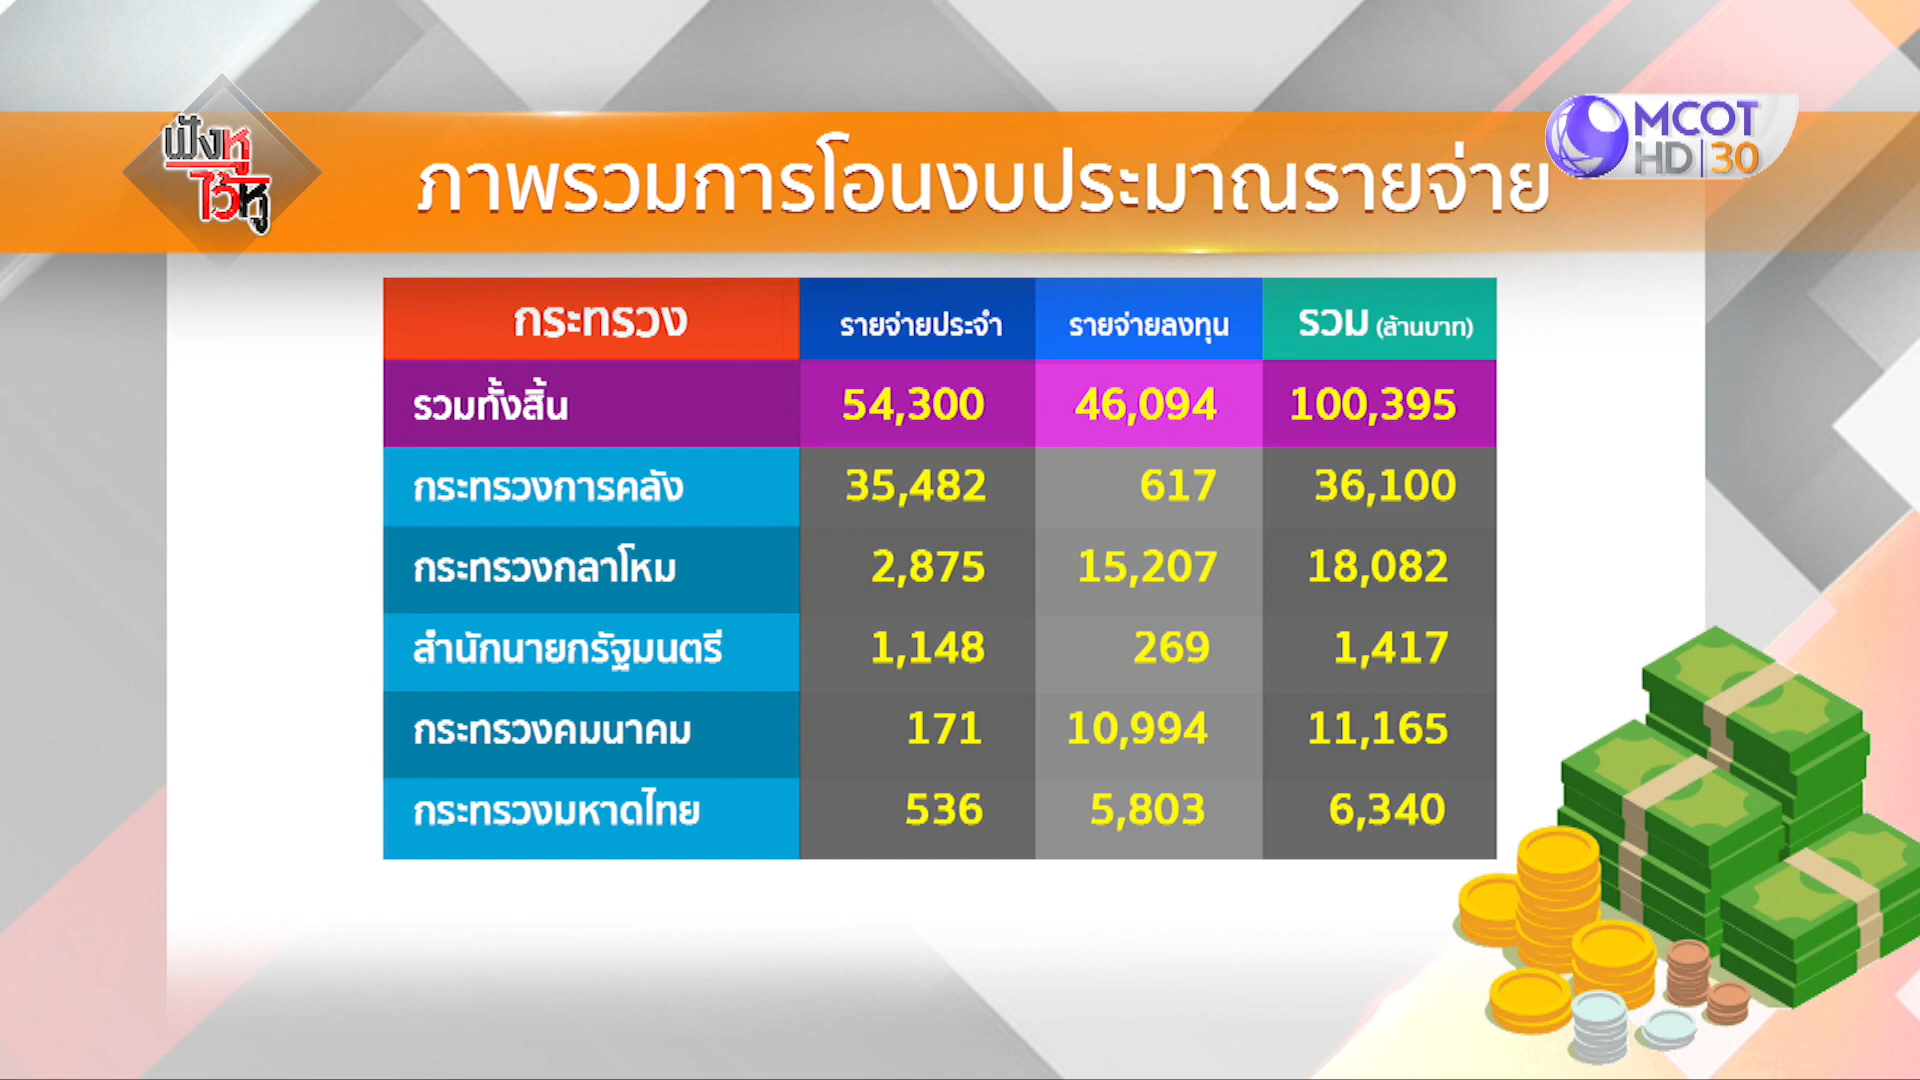 ฟังหู
ไว้หู
ภาพรวมการโอนงบประมาณรายจ่าย
MCOT
HD 30
กระทรวง รายจ่ายประจำ รายจ่ายลงทุน รวม (ล้านบาท)
รวมทั้งสิ้น 54,300 46,094 100,395
กระทรวงการคลัง 35,482 617 36,100
กระทรวงกลาโหม 2,875 15,207 18,082
สำนักนายกรัฐมนตรี 1,148 269 1,417
กระทรวงคมนาคม 171 10,994 11,165
กระทรวงมหาดไทย 536 5,803 6,340